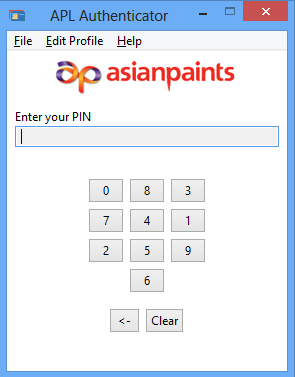 APL Authenticator
File Edit Profile Help
ap asianpaints
Enter your PIN
0 8 3
7 4 1
2 5 9
6
<- Clear